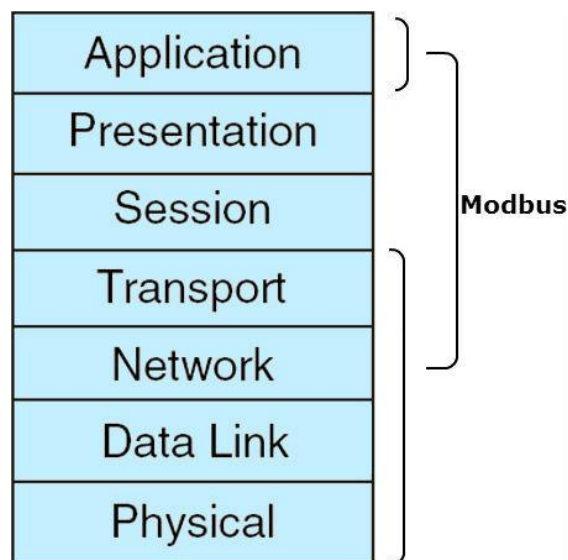 Application
Presentation
Session
Modbus
Transport
Network
Data Link
Physical